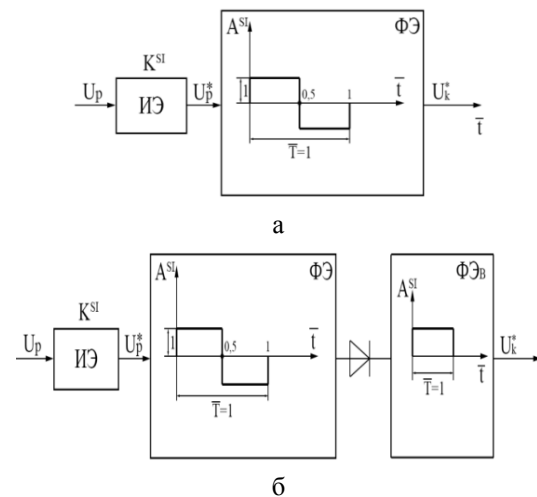 A^SI ФЭ
K^SI
U_p ИЭ U_p^* 1 0,5 1 t̅ U_k^*
t̅
T̅=1
а
A^SI ФЭ A^SI ФЭ_В
K^SI
U_p ИЭ U_p^* 1 0,5 1 t̅ t̅ U_k^*
T̅=1 T̅=1
б